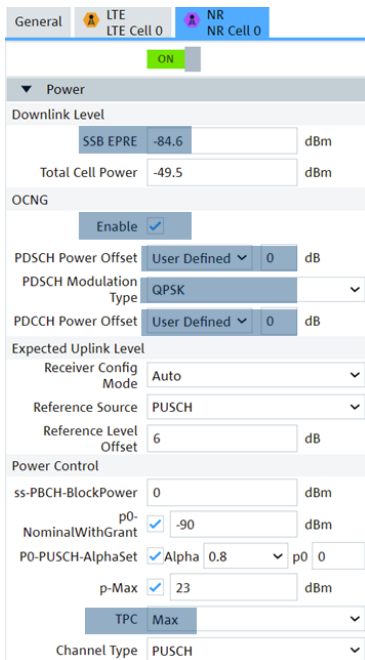 General
LTE
LTE Cell 0
NR
NR Cell 0
ON
Power
Downlink Level
SSB EPRE -84.6 dBm
Total Cell Power -49.5 dBm
OCNG
Enable
PDSCH Power Offset User Defined 0 dB
PDSCH Modulation
Type QPSK
PDCCH Power Offset User Defined 0 dB
Expected Uplink Level
Receiver Config
Mode Auto
Reference Source PUSCH
Reference Level
Offset 6 dB
Power Control
ss-PBCH-BlockPower 0 dBm
p0-
NominalWithGrant -90 dBm
P0-PUSCH-AlphaSet Alpha 0.8 p0 0
p-Max 23 dBm
TPC Max
Channel Type PUSCH